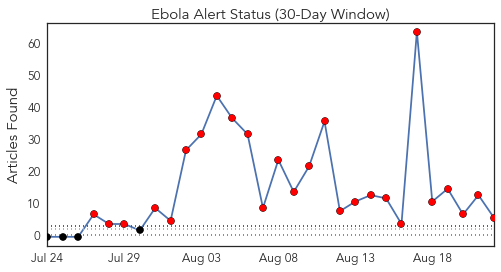 Ebola Alert Status (30-Day Window)
Articles Found
60
50
40
30
20
10
0
Jul 24 Jul 29 Aug 03 Aug 08 Aug 13 Aug 18